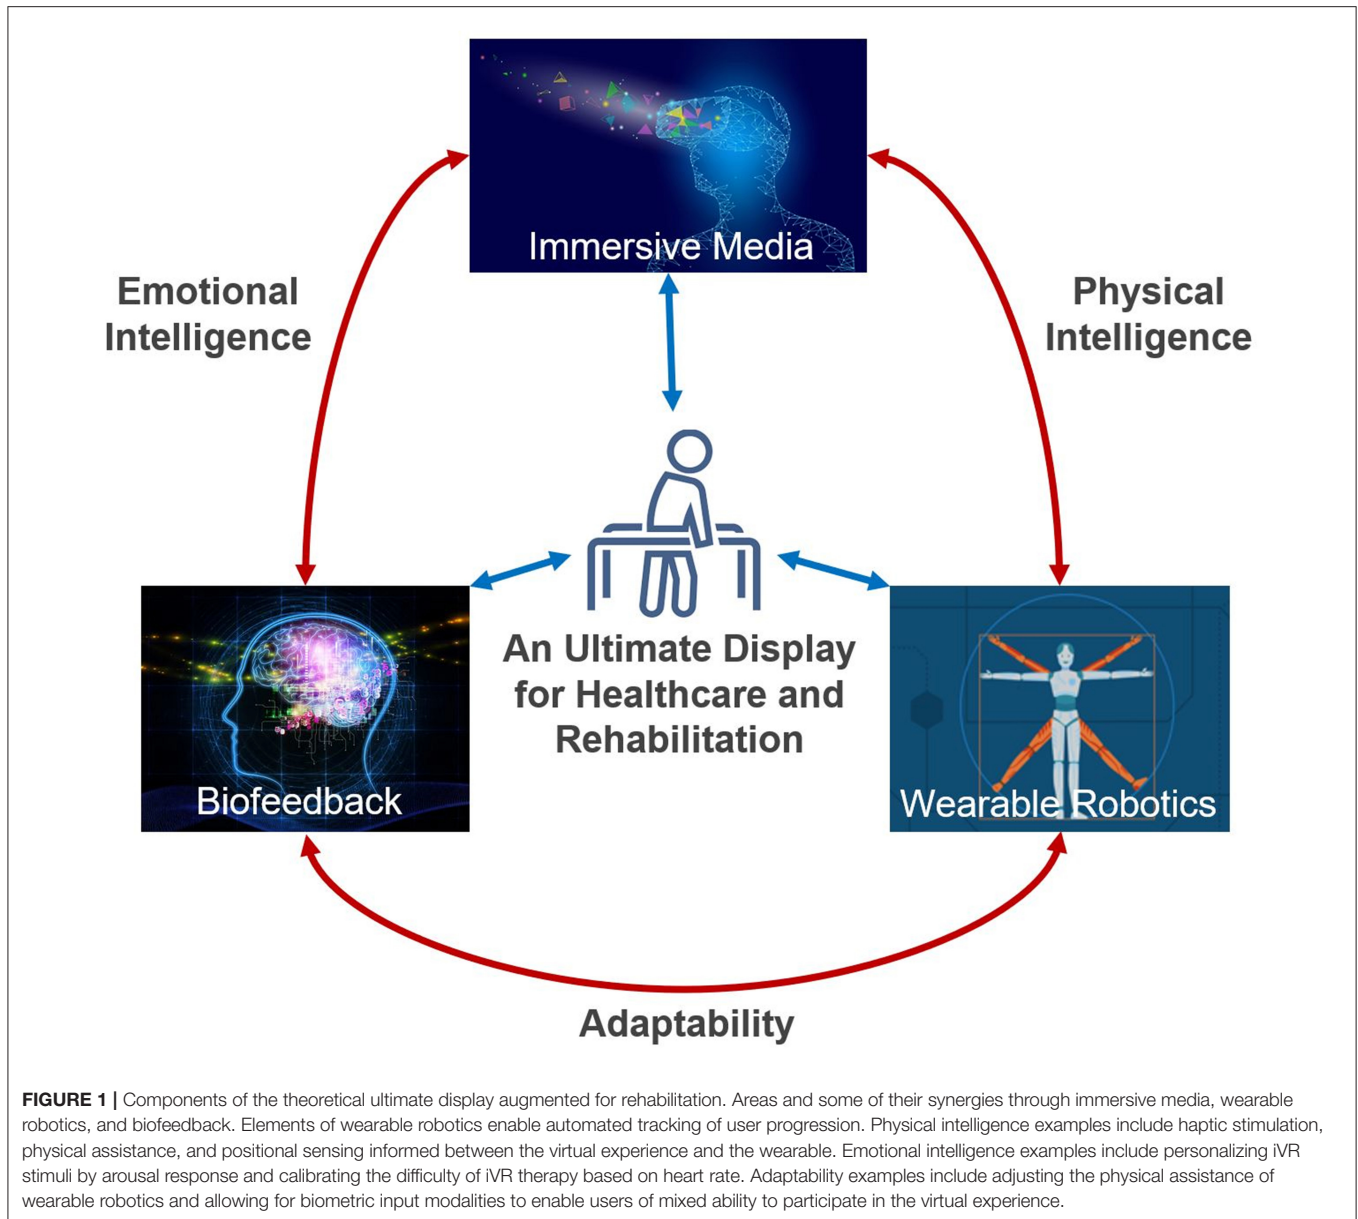 Immersive Media
Emotional
Intelligence
Physical
Intelligence
An Ultimate Display
for Healthcare and
Rehabilitation
Biofeedback
Wearable Robotics
Adaptability
FIGURE 1 | Components of the theoretical ultimate display augmented for rehabilitation. Areas and some of their synergies through immersive media, wearable
robotics, and biofeedback. Elements of wearable robotics enable automated tracking of user progression. Physical intelligence examples include haptic stimulation,
physical assistance, and positional sensing informed between the virtual experience and the wearable. Emotional intelligence examples include personalizing iVR
stimuli by arousal response and calibrating the difficulty of iVR therapy based on heart rate. Adaptability examples include adjusting the physical assistance of
wearable robotics and allowing for biometric input modalities to enable users of mixed ability to participate in the virtual experience.